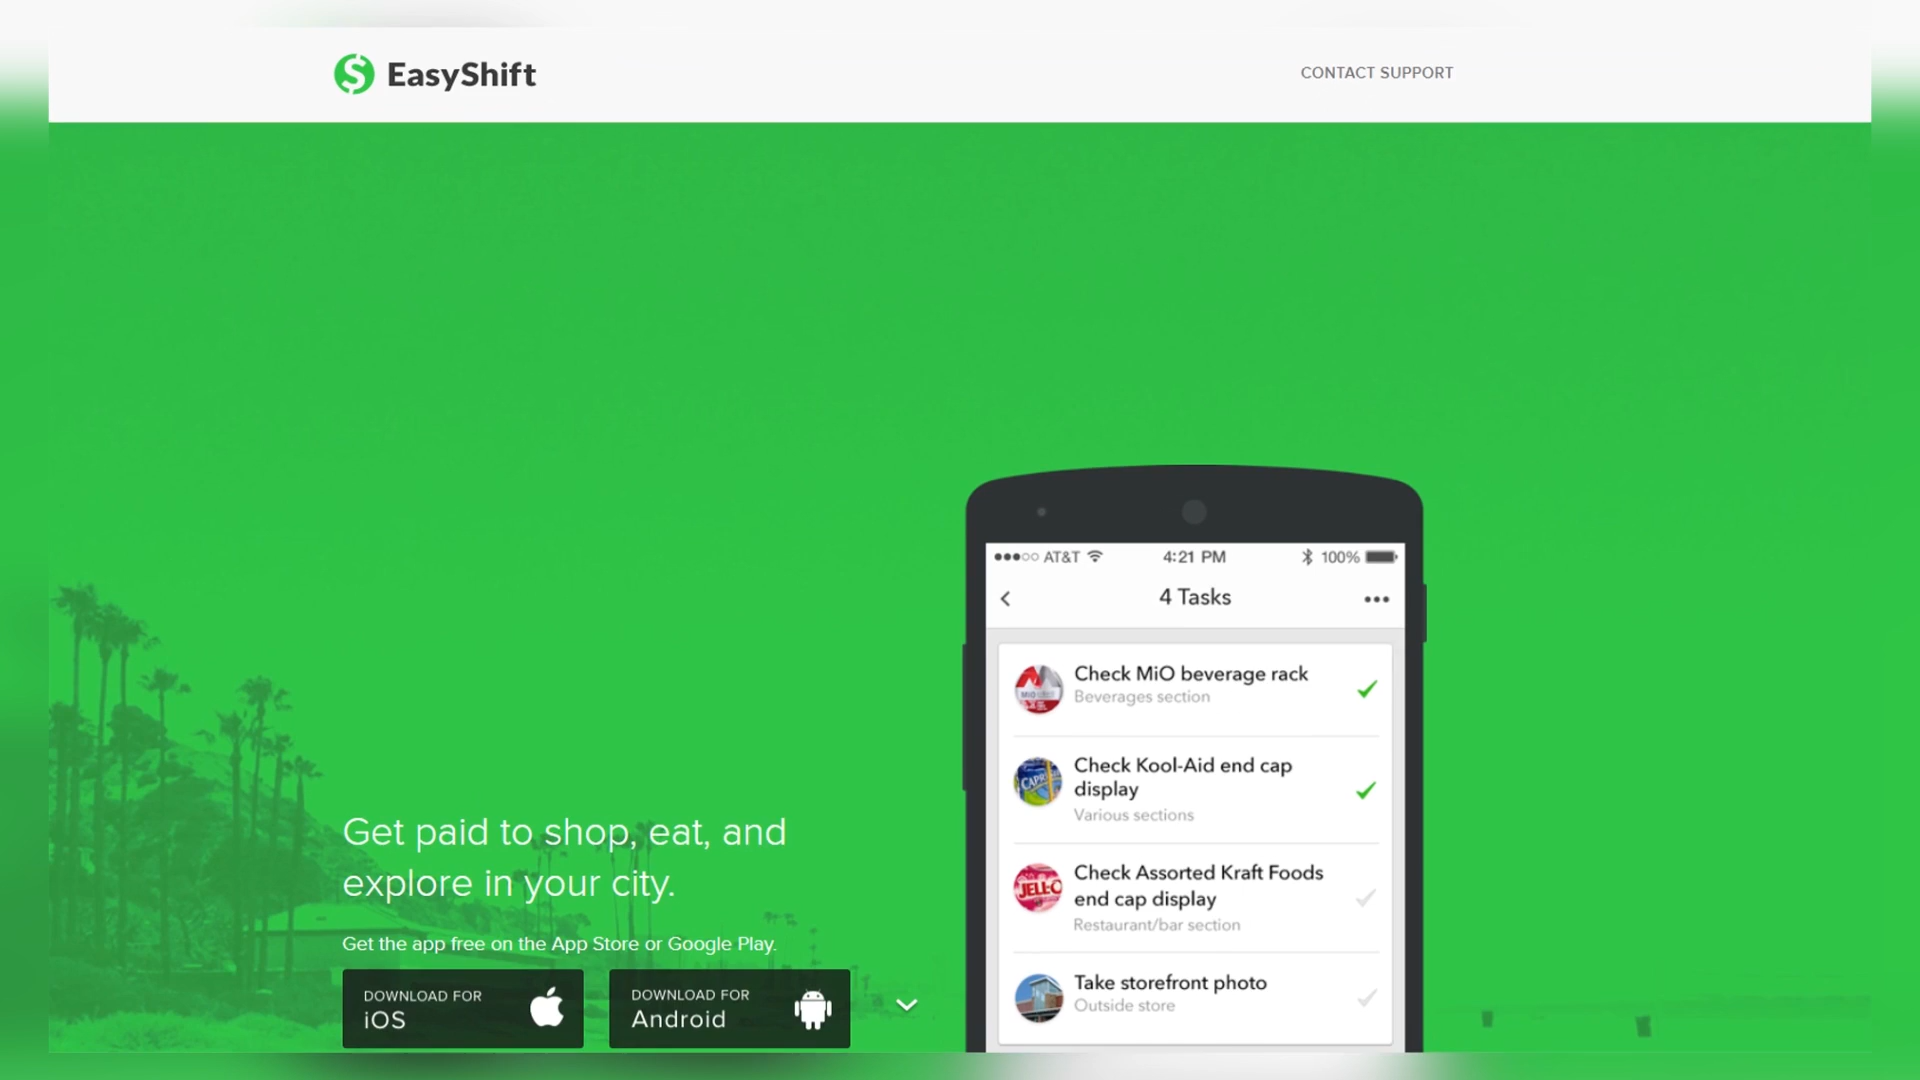 EasyShift
CONTACT SUPPORT
Get paid to shop, eat, and
explore in your city.
Get the app free on the App Store or Google Play.
DOWNLOAD FOR
iOS
DOWNLOAD FOR
Android
AT&T 4:21 PM 100%
4 Tasks
Check MiO beverage rack
Beverages section
Check Kool-Aid end cap
display
Various sections
Check Assorted Kraft Foods
end cap display
Restaurant/bar section
Take storefront photo
Outside store
MiO
CAPRI
JELL-O